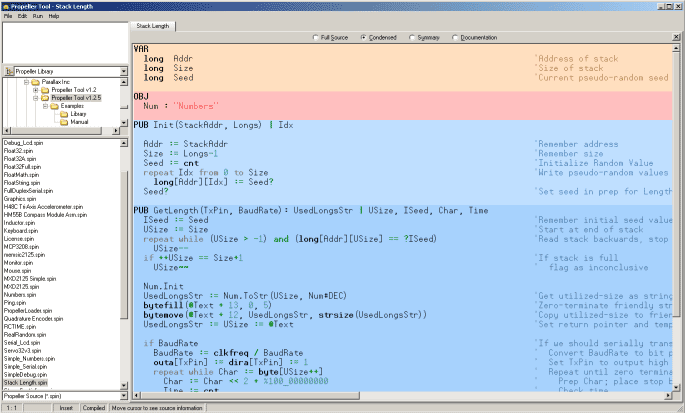 Propeller Tool - Stack Length
File Edit Run Help
Stack Length
Full Source Condensed Summary Documentation
Propeller Library
Parallax Inc
Propeller Tool v1.2
Propeller Tool v1.2.5
Examples
Library
Manual
Debug_Lcd.spin
Float32.spin
Float32A.spin
Float32Full.spin
FloatMath.spin
FloatString.spin
FullDuplexSerial.spin
Graphics.spin
H48C Tri-Axis Accelerometer.spin
HM55B Compass Module Asm.spin
Inductor.spin
Keyboard.spin
License.spin
MCP3208.spin
memsic2125.spin
Monitor.spin
Mouse.spin
MXD2125 Simple.spin
MXD2125.spin
Numbers.spin
Ping.spin
PropellerLoader.spin
Quadrature Encoder.spin
RCTIME.spin
RealRandom.spin
Serial_Lcd.spin
Servo32v3.spin
Simple_Numbers.spin
Simple_Serial.spin
SimpleDebug.spin
Stack Length.spin
Propeller Source (*.spin)
VAR
long Addr 'Address of stack
long Size 'Size of stack
long Seed 'Current pseudo-random seed
OBJ
Num : "Numbers"
PUB Init(StackAddr, Longs) | Idx
Addr := StackAddr 'Remember address
Size := Longs-1 'Remember size
Seed := cnt 'Initialize Random Value
repeat Idx from 0 to Size 'Write pseudo-random values
long[Addr][Idx] := Seed?
Seed? 'Set seed in prep for Length
PUB GetLength(TxPin, BaudRate): UsedLongsStr | USize, ISeed, Char, Time
ISeed := Seed 'Remember initial seed value
USize := Size 'Start at end of stack
repeat while (USize > -1) and (long[Addr][USize] == ?ISeed) 'Read stack backwards, stop
USize--
if ++USize == Size+1 'If stack is full
USize~~ ' flag as inconclusive
Num.Init
UsedLongsStr := Num.ToStr(USize, Num#DEC) 'Get utilized-size as string
bytefill(@Text + 13, 0, 5) 'Zero-terminate friendly str
bytemove(@Text + 12, UsedLongsStr, strsize(UsedLongsStr)) 'Copy utilized-size to frien
UsedLongsStr := USize := @Text 'Set return pointer and temp
if BaudRate 'If we should serially trans
BaudRate := clkfreq / BaudRate ' Convert BaudRate to bit p
outa[TxPin] := dira[TxPin] := 1 ' Set TxPin to output high
repeat while Char := byte[USize++] ' Repeat until zero termina
Char := Char << 2 + %100_00000000 ' Prep Char; place stop b
Time := cnt ' Check time
1 : 1 Insert Compiled Move cursor to see source information